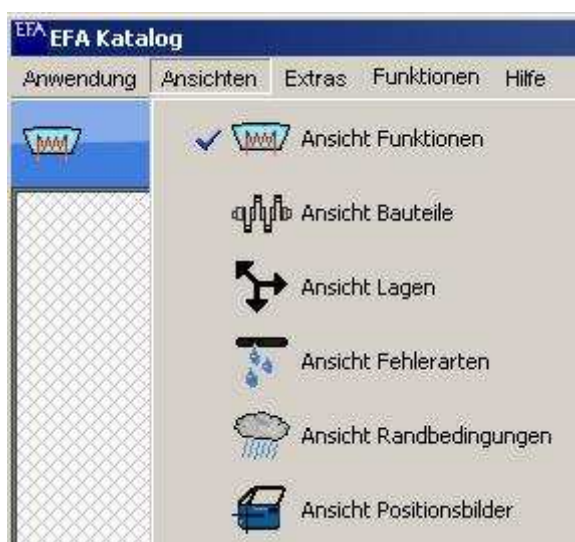 EFA EFA Katalog
Anwendung Ansichten Extras Funktionen Hilfe
Ansicht Funktionen
Ansicht Bauteile
Ansicht Lagen
Ansicht Fehlerarten
Ansicht Randbedingungen
Ansicht Positionsbilder